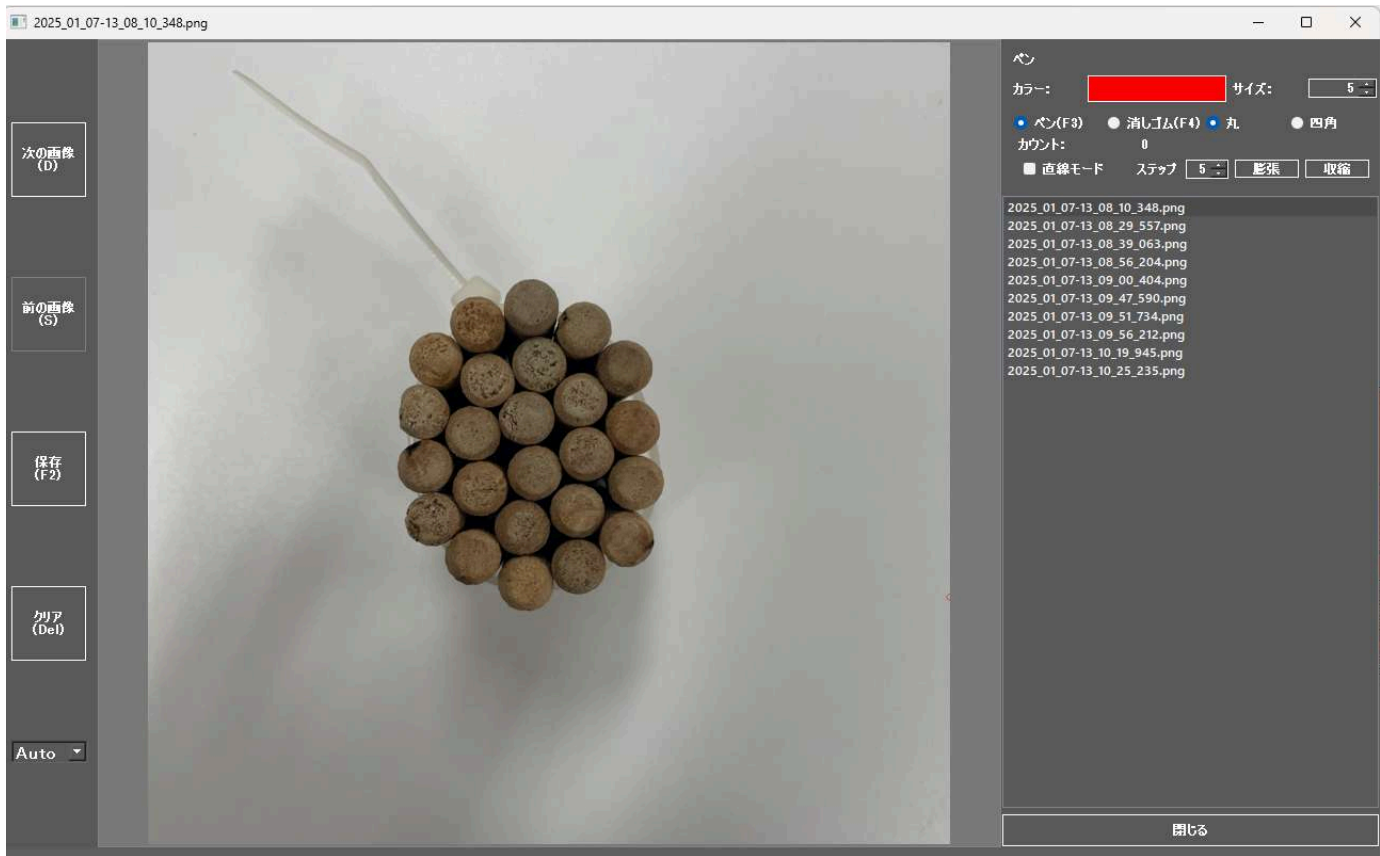 2025_01_07-13_08_10_348.png
次の画像
(D)
前の画像
(S)
保存
(F2)
クリア
(Del)
Auto
ペン
カラー:
サイズ:
5
ペン(F3)
消しゴム(F4)
丸
四角
カウント:
0
直線モード
ステップ
5
膨張
収縮
2025_01_07-13_08_10_348.png
2025_01_07-13_08_29_557.png
2025_01_07-13_08_39_063.png
2025_01_07-13_08_56_204.png
2025_01_07-13_09_00_404.png
2025_01_07-13_09_47_590.png
2025_01_07-13_09_51_734.png
2025_01_07-13_09_56_212.png
2025_01_07-13_10_19_945.png
2025_01_07-13_10_25_235.png
閉じる